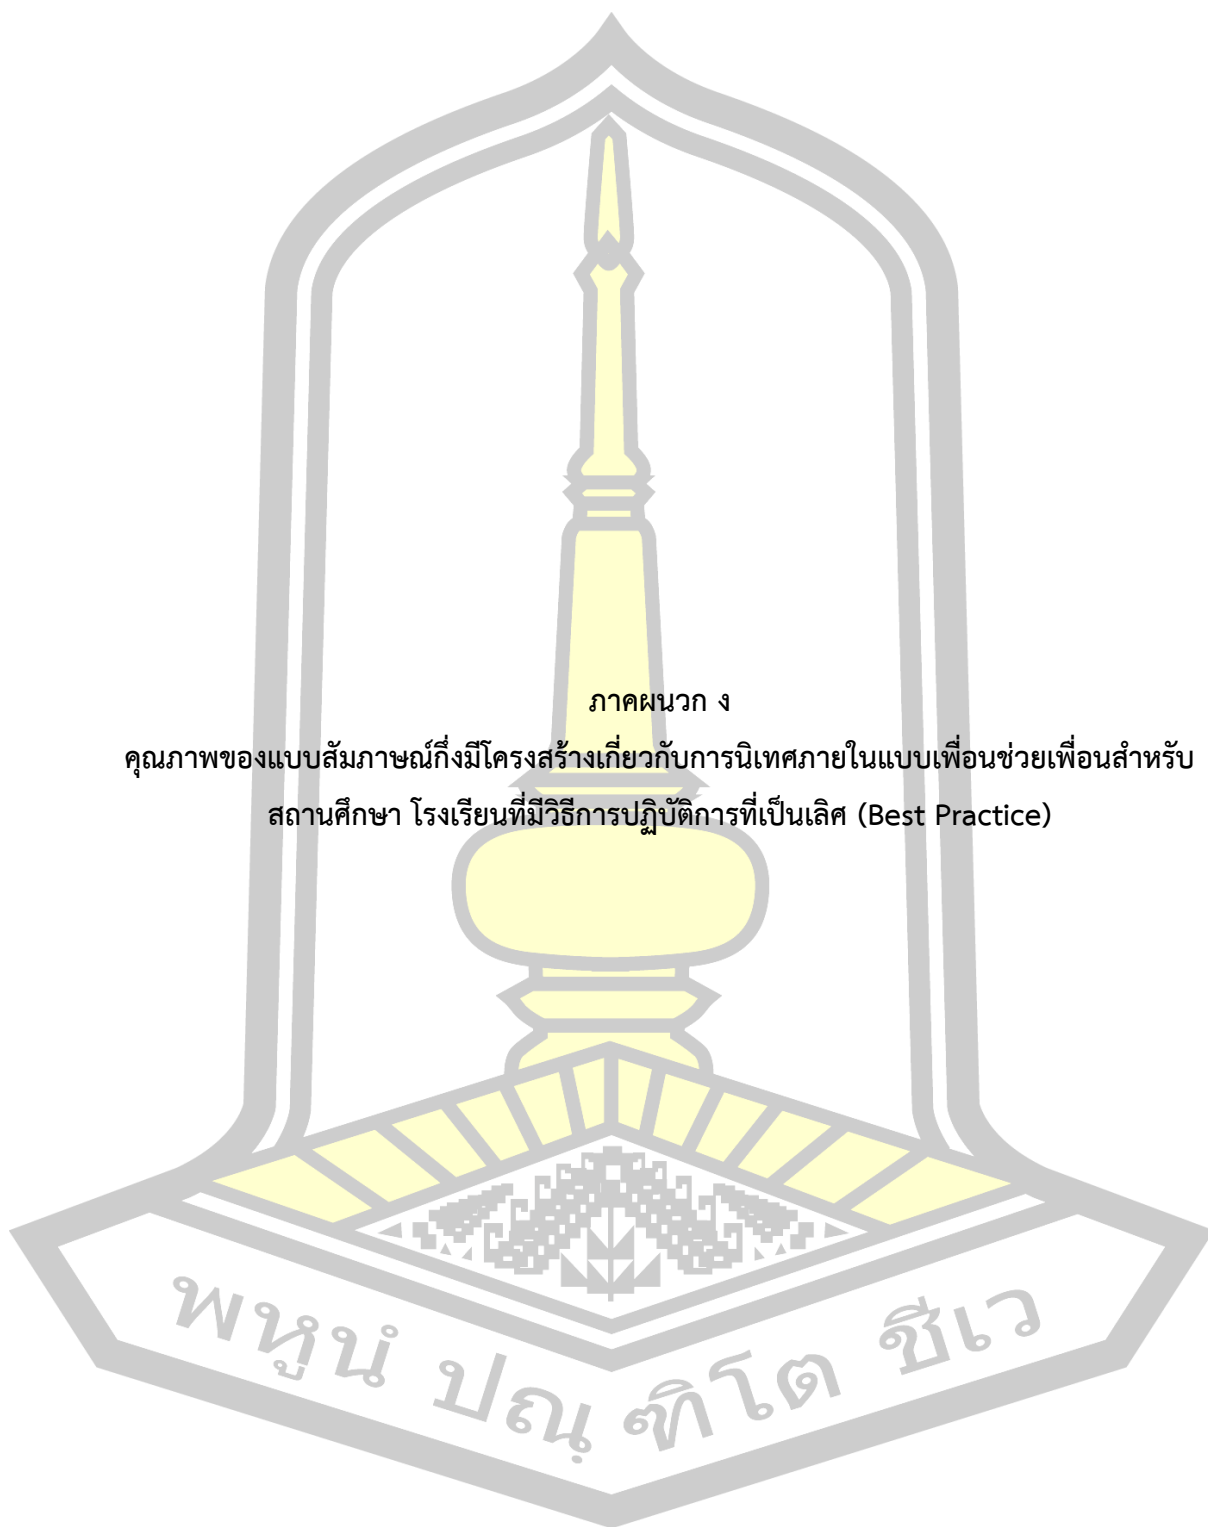 ภาคผนวก ง
คุณภาพของแบบสัมภาษณ์กึ่งมีโครงสร้างเกี่ยวกับการนิเทศภายในแบบเพื่อนช่วยเพื่อนสำหรับ
สถานศึกษา โรงเรียนที่มีวิธีการปฏิบัติการที่เป็นเลิศ (Best Practice)
พหูนํ ปณฺฑิโต ชีเว